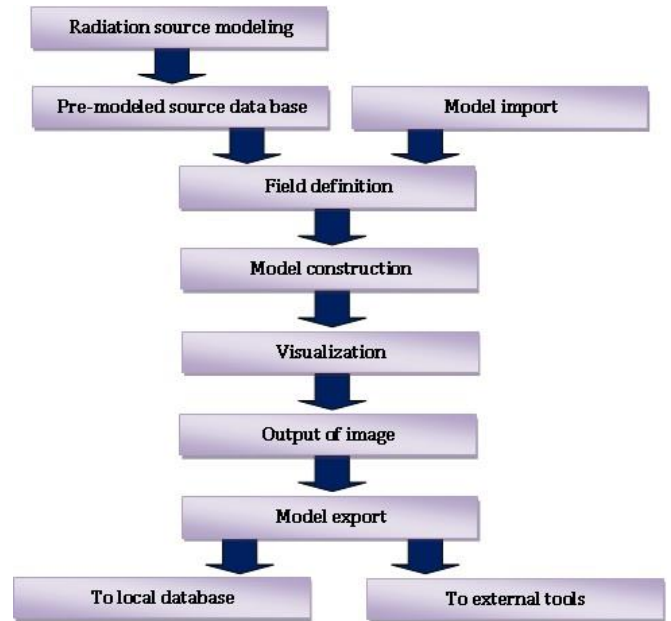 Radiation source modeling
Pre-modeled source data base
Model import
Field definition
Model construction
Visualization
Output of image
Model export
To local database
To external tools